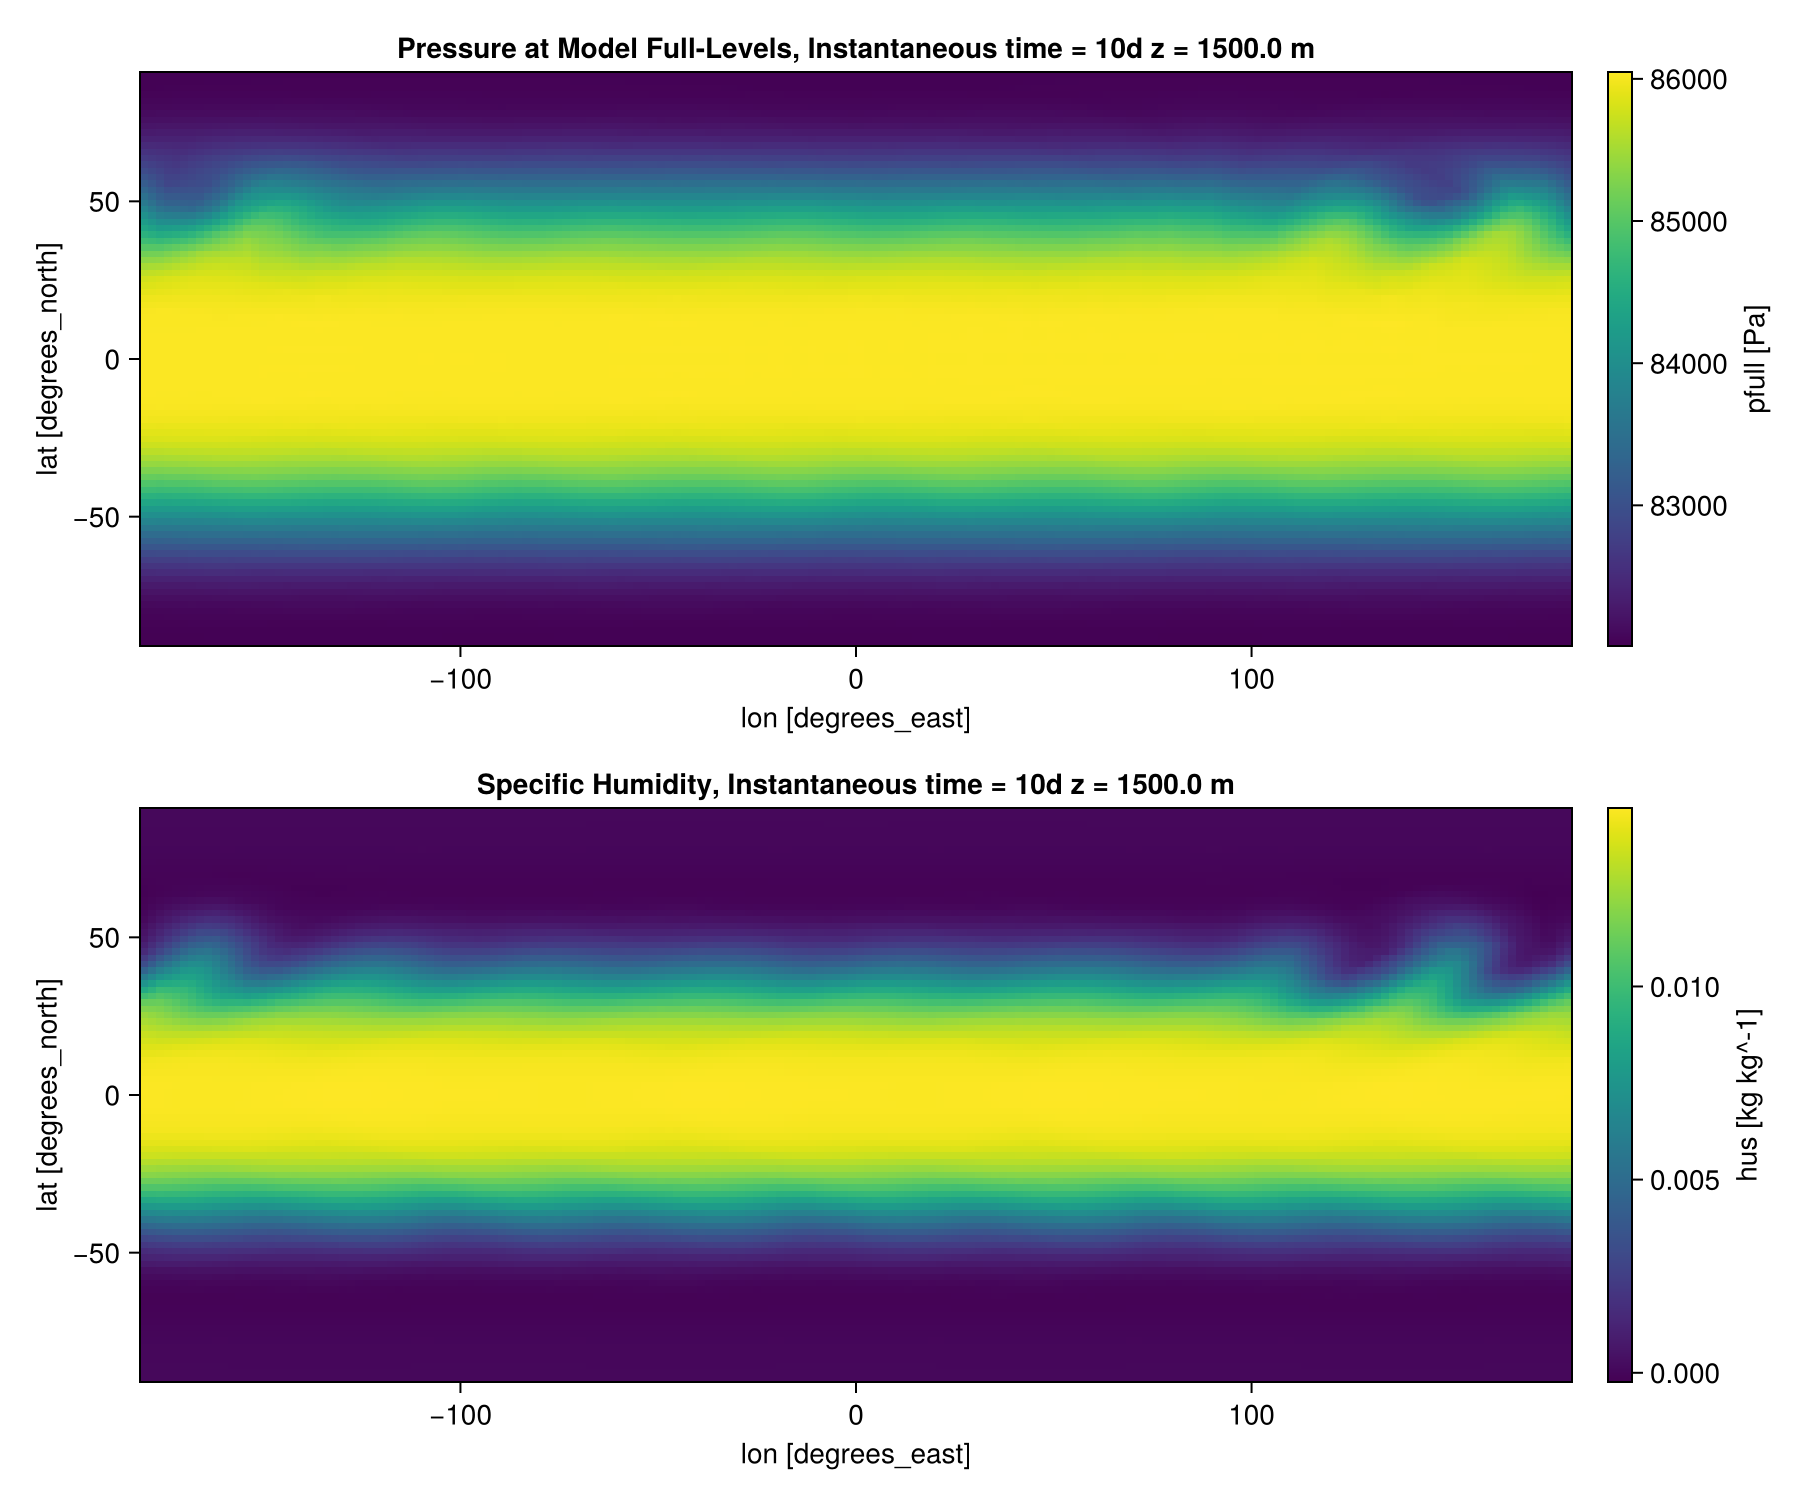 Pressure at Model Full-Levels, Instantaneous time = 10d z = 1500.0 m
86000
85000
84000
83000
pfull [Pa]
50
0
−50
lat [degrees_north]
−100
0
100
lon [degrees_east]
Specific Humidity, Instantaneous time = 10d z = 1500.0 m
0.010
0.005
0.000
hus [kg kg^-1]
50
0
−50
lat [degrees_north]
−100
0
100
lon [degrees_east]